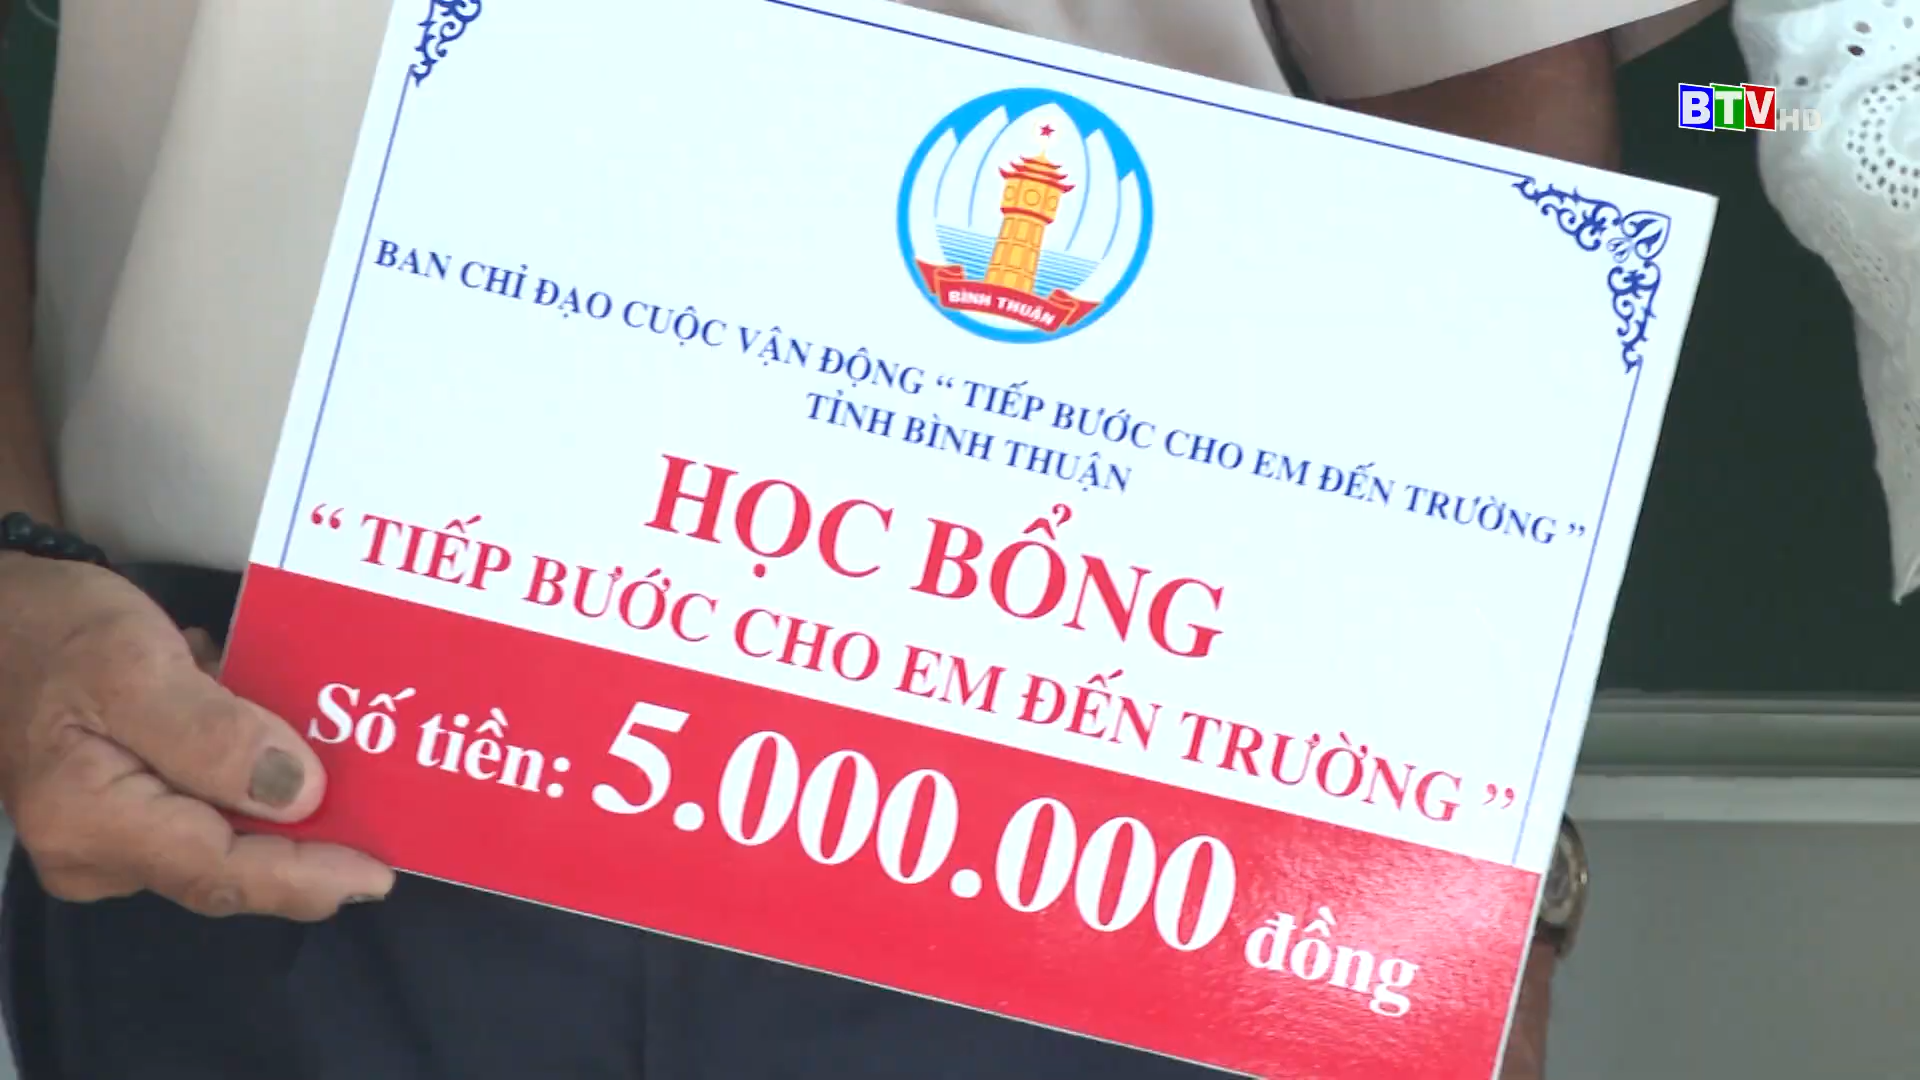 BTV HD
BÌNH THUẬN
BAN CHỈ ĐẠO CUỘC VẬN ĐỘNG “ TIẾP BƯỚC CHO EM ĐẾN TRƯỜNG ”
TỈNH BÌNH THUẬN
HỌC BỔNG
“ TIẾP BƯỚC CHO EM ĐẾN TRƯỜNG ”
Số tiền: 5.000.000 đồng